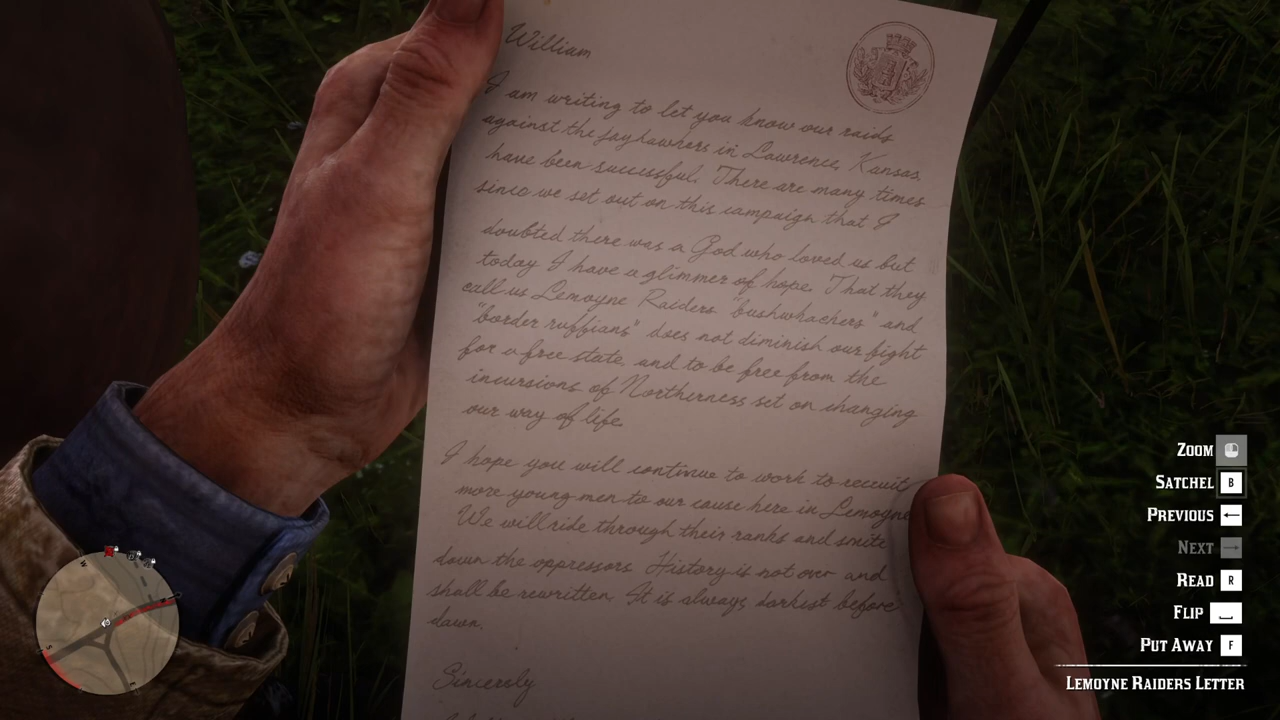 William
I am writing to let you know our raids
against the Jayhawkers in Lawrence, Kansas,
have been successful. There are many times
since we set out on this campaign that I
doubted there was a God who loved us but
today I have a glimmer of hope. That they
call us Lemoyne Raiders "bushwhackers" and
"border ruffians" does not diminish our fight
for a free state, and to be free from the
incursions of Northerness set on changing
our way of life.
I hope you will continue to work to recruit
more young men to our cause here in Lemoyne
We will ride through their ranks and smite
down the oppressors. History is not over and
shall be rewritten. It is always darkest before
dawn.
Sincerely
ZOOM
SATCHEL B
PREVIOUS ←
NEXT →
READ R
FLIP
PUT AWAY F
LEMOYNE RAIDERS LETTER